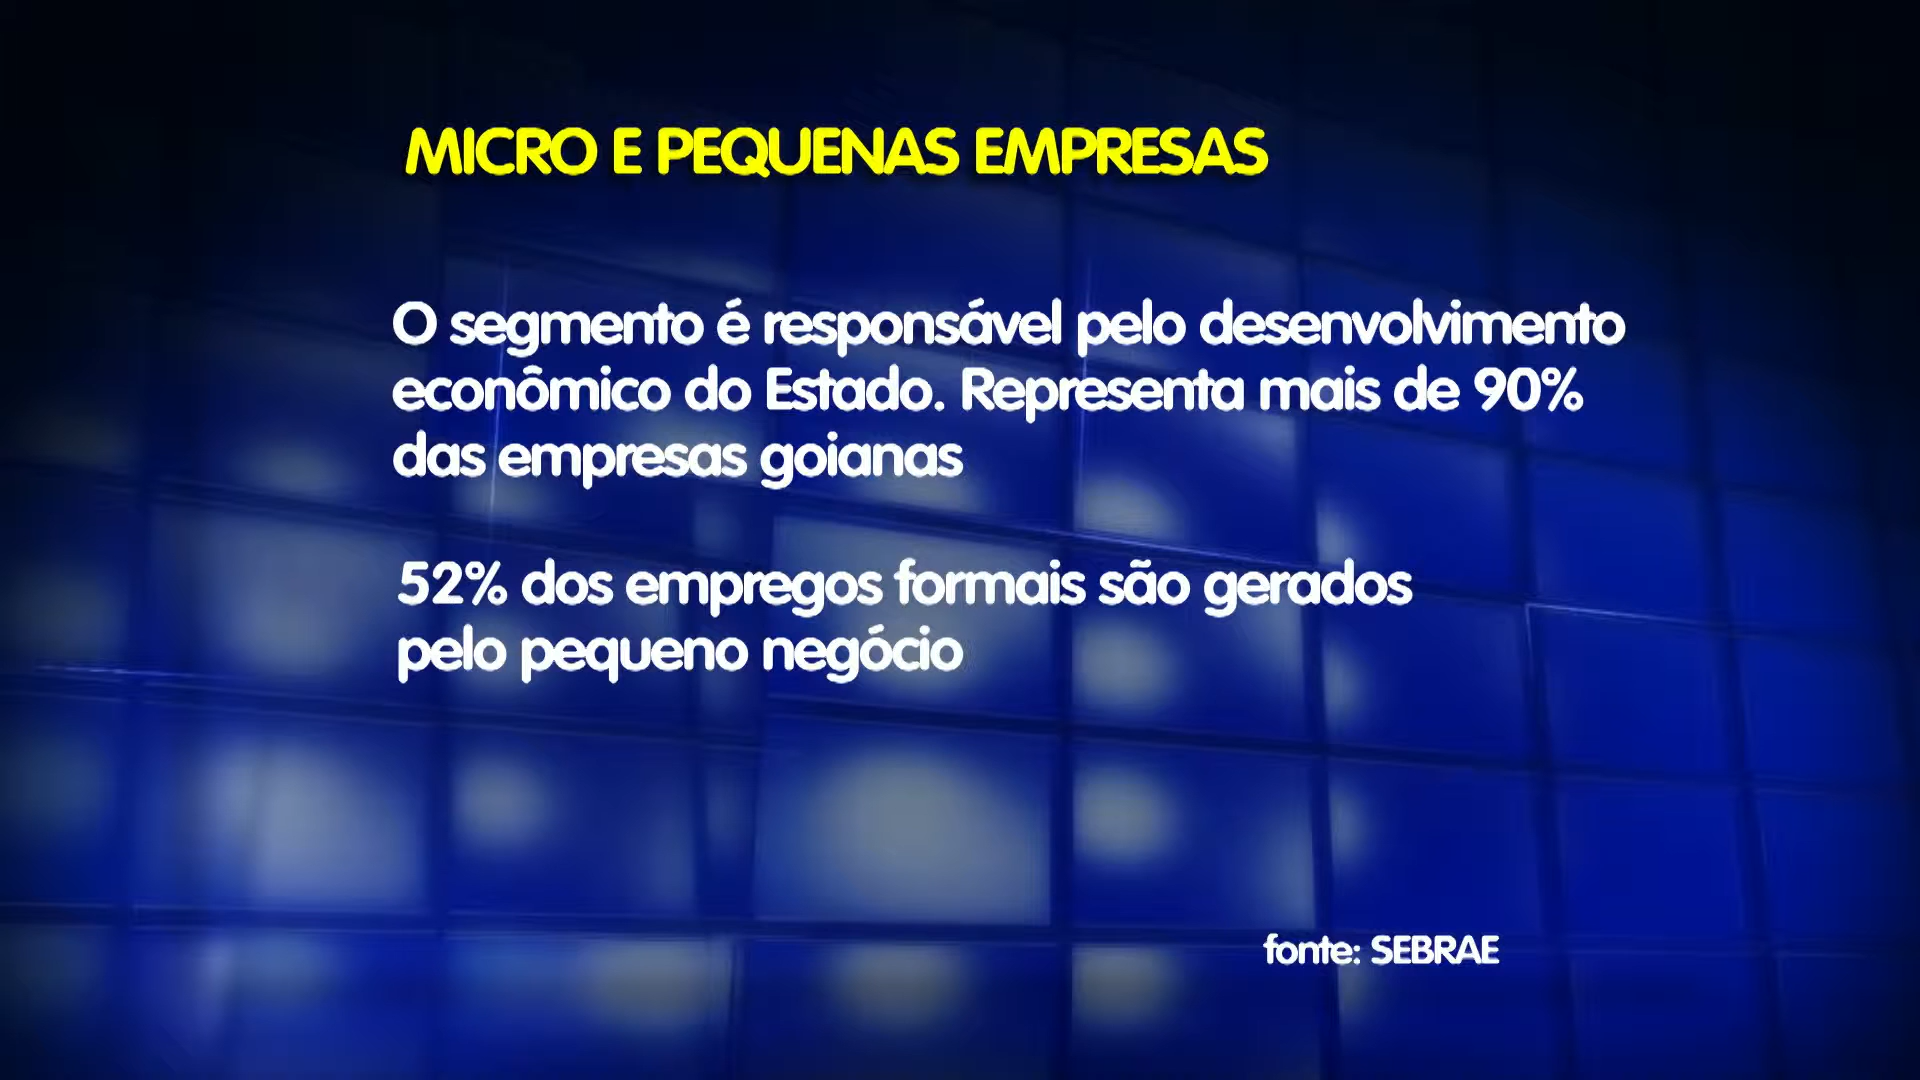 MICRO E PEQUENAS EMPRESAS
O segmento é responsável pelo desenvolvimento
econômico do Estado. Representa mais de 90%
das empresas goianas
52% dos empregos formais são gerados
pelo pequeno negócio
fonte: SEBRAE